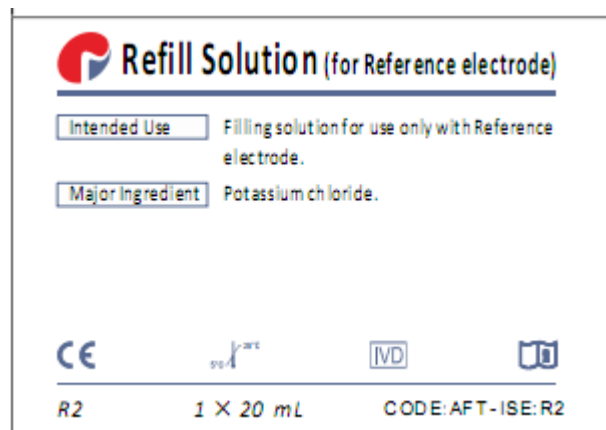 Refill Solution (for Reference electrode)
Intended Use Filling solution for use only with Reference
electrode.
Major Ingredient Potassium chloride.
CE IVD
R2 1 × 20 mL CODE:AFT-ISE:R2